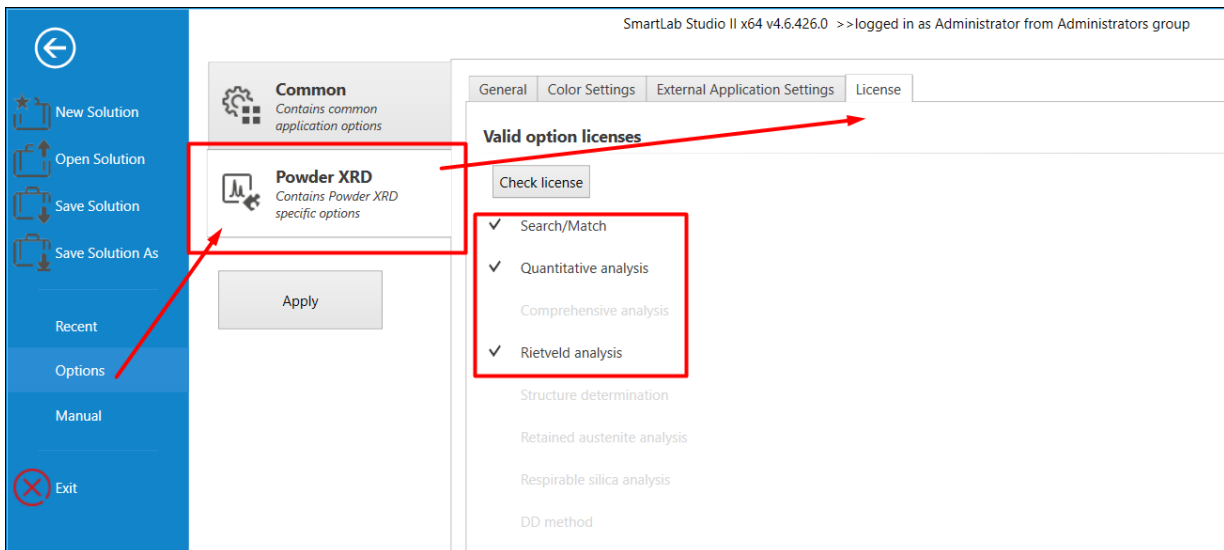 SmartLab Studio II x64 v4.6.426.0 >>logged in as Administrator from Administrators group
New Solution
Open Solution
Save Solution
Save Solution As
Recent
Options
Manual
Exit
Common
Contains common
application options
Powder XRD
Contains Powder XRD
specific options
Apply
General
Color Settings
External Application Settings
License
Valid option licenses
Check license
Search/Match
Quantitative analysis
Comprehensive analysis
Rietveld analysis
Structure determination
Retained austenite analysis
Respirable silica analysis
DD method